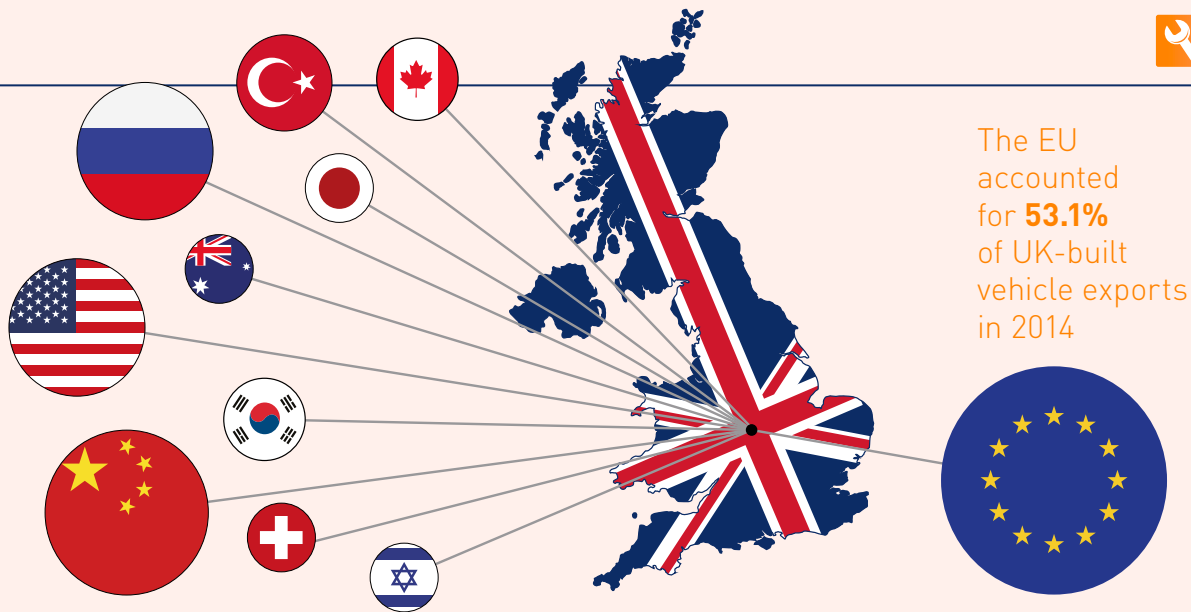 The EU
accounted
for 53.1%
of UK-built
vehicle exports
in 2014